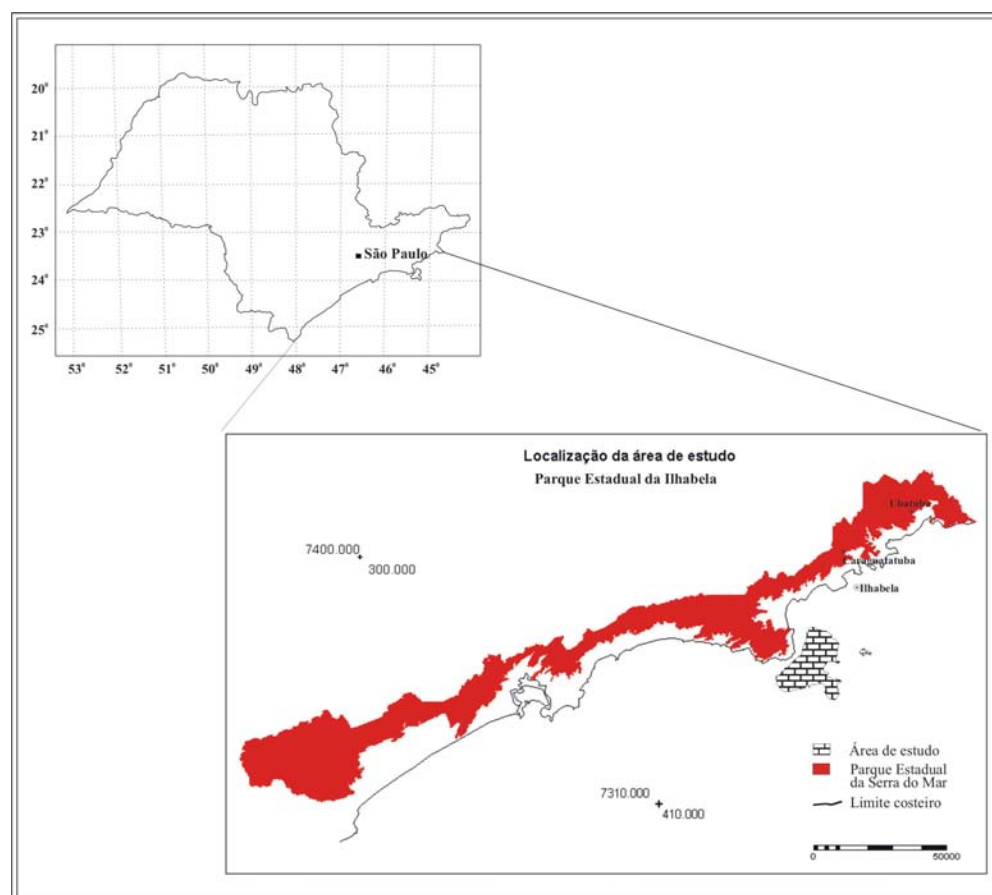 20°
21°
22°
23°
24°
25°
São Paulo
53° 52° 51° 50° 49° 48° 47° 46° 45°
Localização da área de estudo
Parque Estadual da Ilhabela
7400.000
300.000
Ubatuba
Caraguatatuba
Ilhabela
7310.000
410.000
Área de estudo
Parque Estadual
da Serra do Mar
Limite costeiro
0 50000